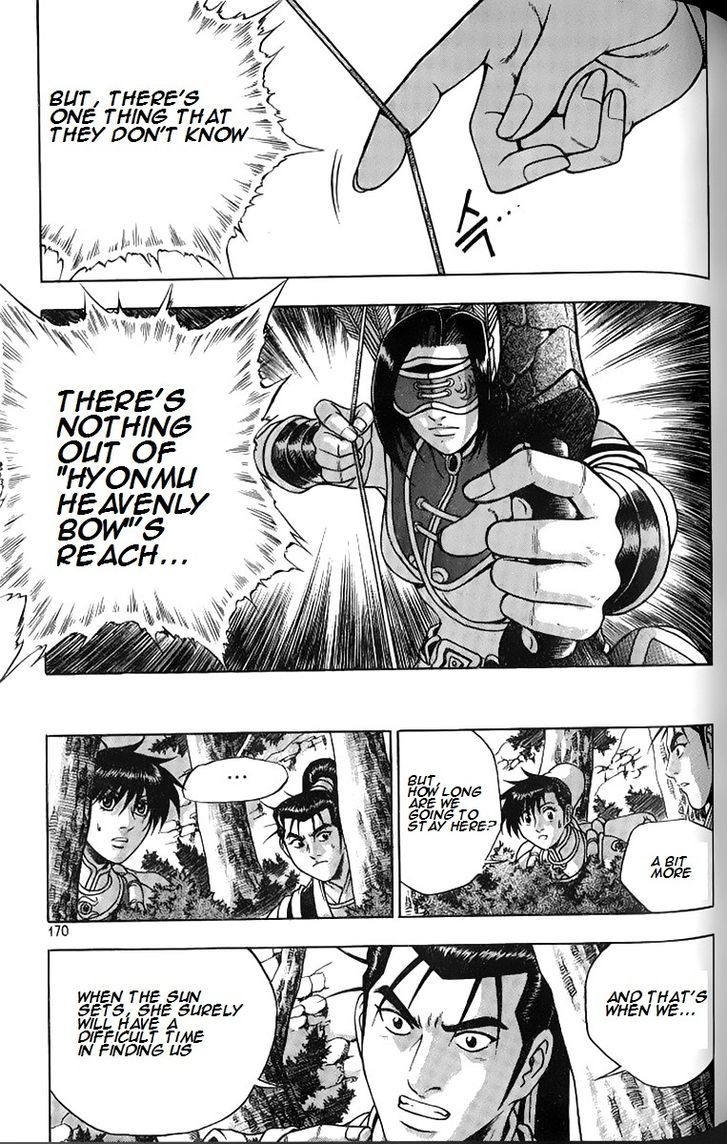 BUT, THERE'S
ONE THING THAT
THEY DON'T KNOW
슥...
THERE'S
NOTHING
OUT OF
"HYONMU
HEAVENLY
BOW"'S
REACH...
...
BUT,
HOW LONG
ARE WE
GOING TO
STAY HERE?
A BIT
MORE
170
WHEN THE SUN
SETS, SHE SURELY
WILL HAVE A
DIFFICULT TIME
IN FINDING US
AND THAT'S
WHEN WE...